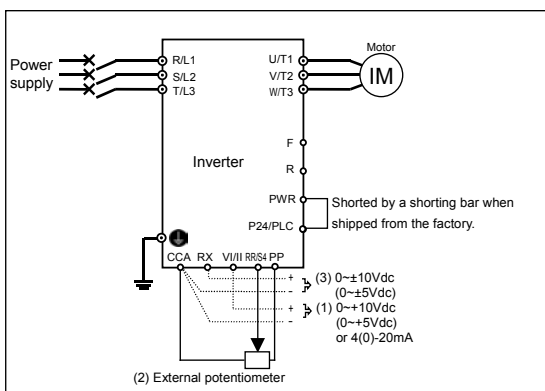 Motor
Power
supply
R/L1
S/L2
T/L3
U/T1
V/T2
W/T3
IM
F
Inverter
R
PWR
P24/PLC
Shorted by a shorting bar when
shipped from the factory.
CCA RX VI/II RR/S4 PP
+ (3) 0~±10Vdc
- (0~±5Vdc)
+ (1) 0~+10Vdc
- (0~+5Vdc)
or 4(0)-20mA
(2) External potentiometer